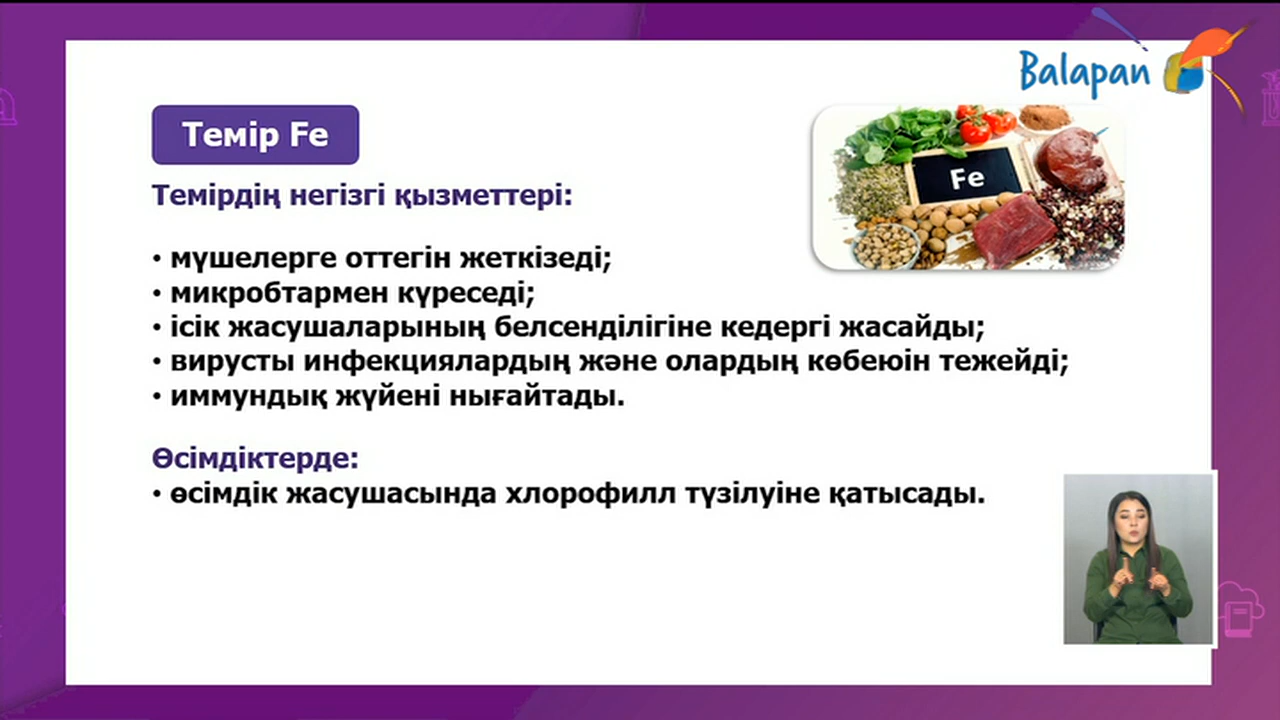 Balapan
Темір Fe
Fe
Темірдің негізгі қызметтері:
• мүшелерге оттегін жеткізеді;
• микробтармен күреседі;
• ісік жасушаларының белсенділігіне кедергі жасайды;
• вирусты инфекциялардың және олардың көбеюін тежейді;
• иммундық жүйені нығайтады.
Өсімдіктерде:
• өсімдік жасушасында хлорофилл түзілуіне қатысады.